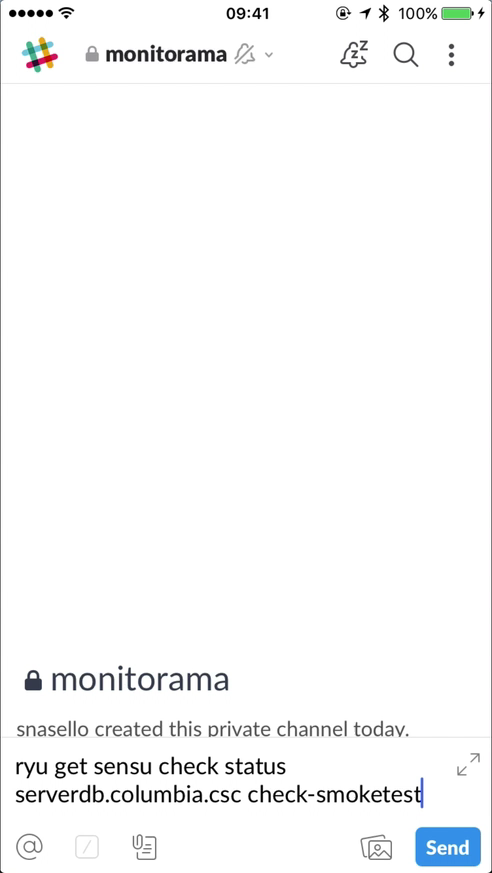 09:41
100%
monitorama
monitorama
snasello created this private channel today.
ryu get sensu check status
serverdb.columbia.csc check-smoketest
Send